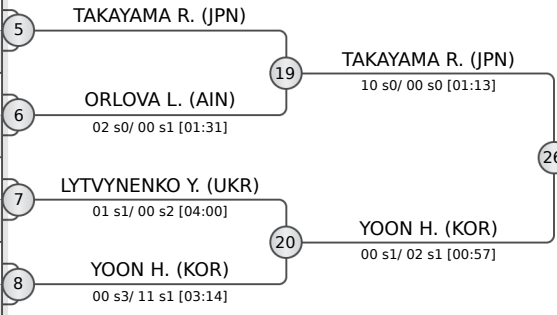 TAKAYAMA R. (JPN)
5
19
TAKAYAMA R. (JPN)
10 s0/ 00 s0 [01:13]
ORLOVA L. (AIN)
6
02 s0/ 00 s1 [01:31]
26
LYTVYNENKO Y. (UKR)
7
01 s1/ 00 s2 [04:00]
20
YOON H. (KOR)
00 s1/ 02 s1 [00:57]
YOON H. (KOR)
8
00 s3/ 11 s1 [03:14]